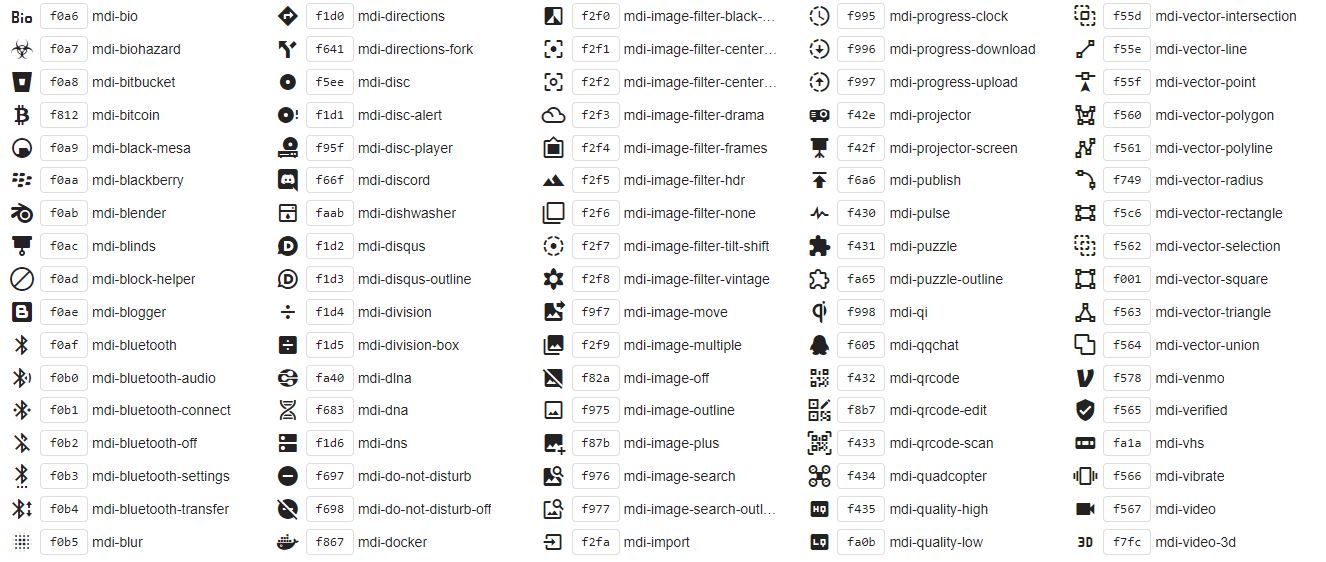 Bio f0a6 mdi-bio
f0a7 mdi-biohazard
f0a8 mdi-bitbucket
f812 mdi-bitcoin
f0a9 mdi-black-mesa
f0aa mdi-blackberry
f0ab mdi-blender
f0ac mdi-blinds
f0ad mdi-block-helper
f0ae mdi-blogger
f0af mdi-bluetooth
f0b0 mdi-bluetooth-audio
f0b1 mdi-bluetooth-connect
f0b2 mdi-bluetooth-off
f0b3 mdi-bluetooth-settings
f0b4 mdi-bluetooth-transfer
f0b5 mdi-blur
f1d0 mdi-directions
f641 mdi-directions-fork
f5ee mdi-disc
f1d1 mdi-disc-alert
f95f mdi-disc-player
f66f mdi-discord
faab mdi-dishwasher
f1d2 mdi-disqus
f1d3 mdi-disqus-outline
f1d4 mdi-division
f1d5 mdi-division-box
fa40 mdi-dlna
f683 mdi-dna
f1d6 mdi-dns
f697 mdi-do-not-disturb
f698 mdi-do-not-disturb-off
f867 mdi-docker
f2f0 mdi-image-filter-black-...
f2f1 mdi-image-filter-center...
f2f2 mdi-image-filter-center...
f2f3 mdi-image-filter-drama
f2f4 mdi-image-filter-frames
f2f5 mdi-image-filter-hdr
f2f6 mdi-image-filter-none
f2f7 mdi-image-filter-tilt-shift
f2f8 mdi-image-filter-vintage
f9f7 mdi-image-move
f2f9 mdi-image-multiple
f82a mdi-image-off
f975 mdi-image-outline
f87b mdi-image-plus
f976 mdi-image-search
f977 mdi-image-search-outl...
f2fa mdi-import
f995 mdi-progress-clock
f996 mdi-progress-download
f997 mdi-progress-upload
f42e mdi-projector
f42f mdi-projector-screen
f6a6 mdi-publish
f430 mdi-pulse
f431 mdi-puzzle
fa65 mdi-puzzle-outline
f998 mdi-qi
f605 mdi-qqchat
f432 mdi-qrcode
f8b7 mdi-qrcode-edit
f433 mdi-qrcode-scan
f434 mdi-quadcopter
HQ f435 mdi-quality-high
LQ fa0b mdi-quality-low
f55d mdi-vector-intersection
f55e mdi-vector-line
f55f mdi-vector-point
f560 mdi-vector-polygon
f561 mdi-vector-polyline
f749 mdi-vector-radius
f5c6 mdi-vector-rectangle
f562 mdi-vector-selection
f001 mdi-vector-square
f563 mdi-vector-triangle
f564 mdi-vector-union
f578 mdi-venmo
f565 mdi-verified
fa1a mdi-vhs
f566 mdi-vibrate
f567 mdi-video
3D f7fc mdi-video-3d